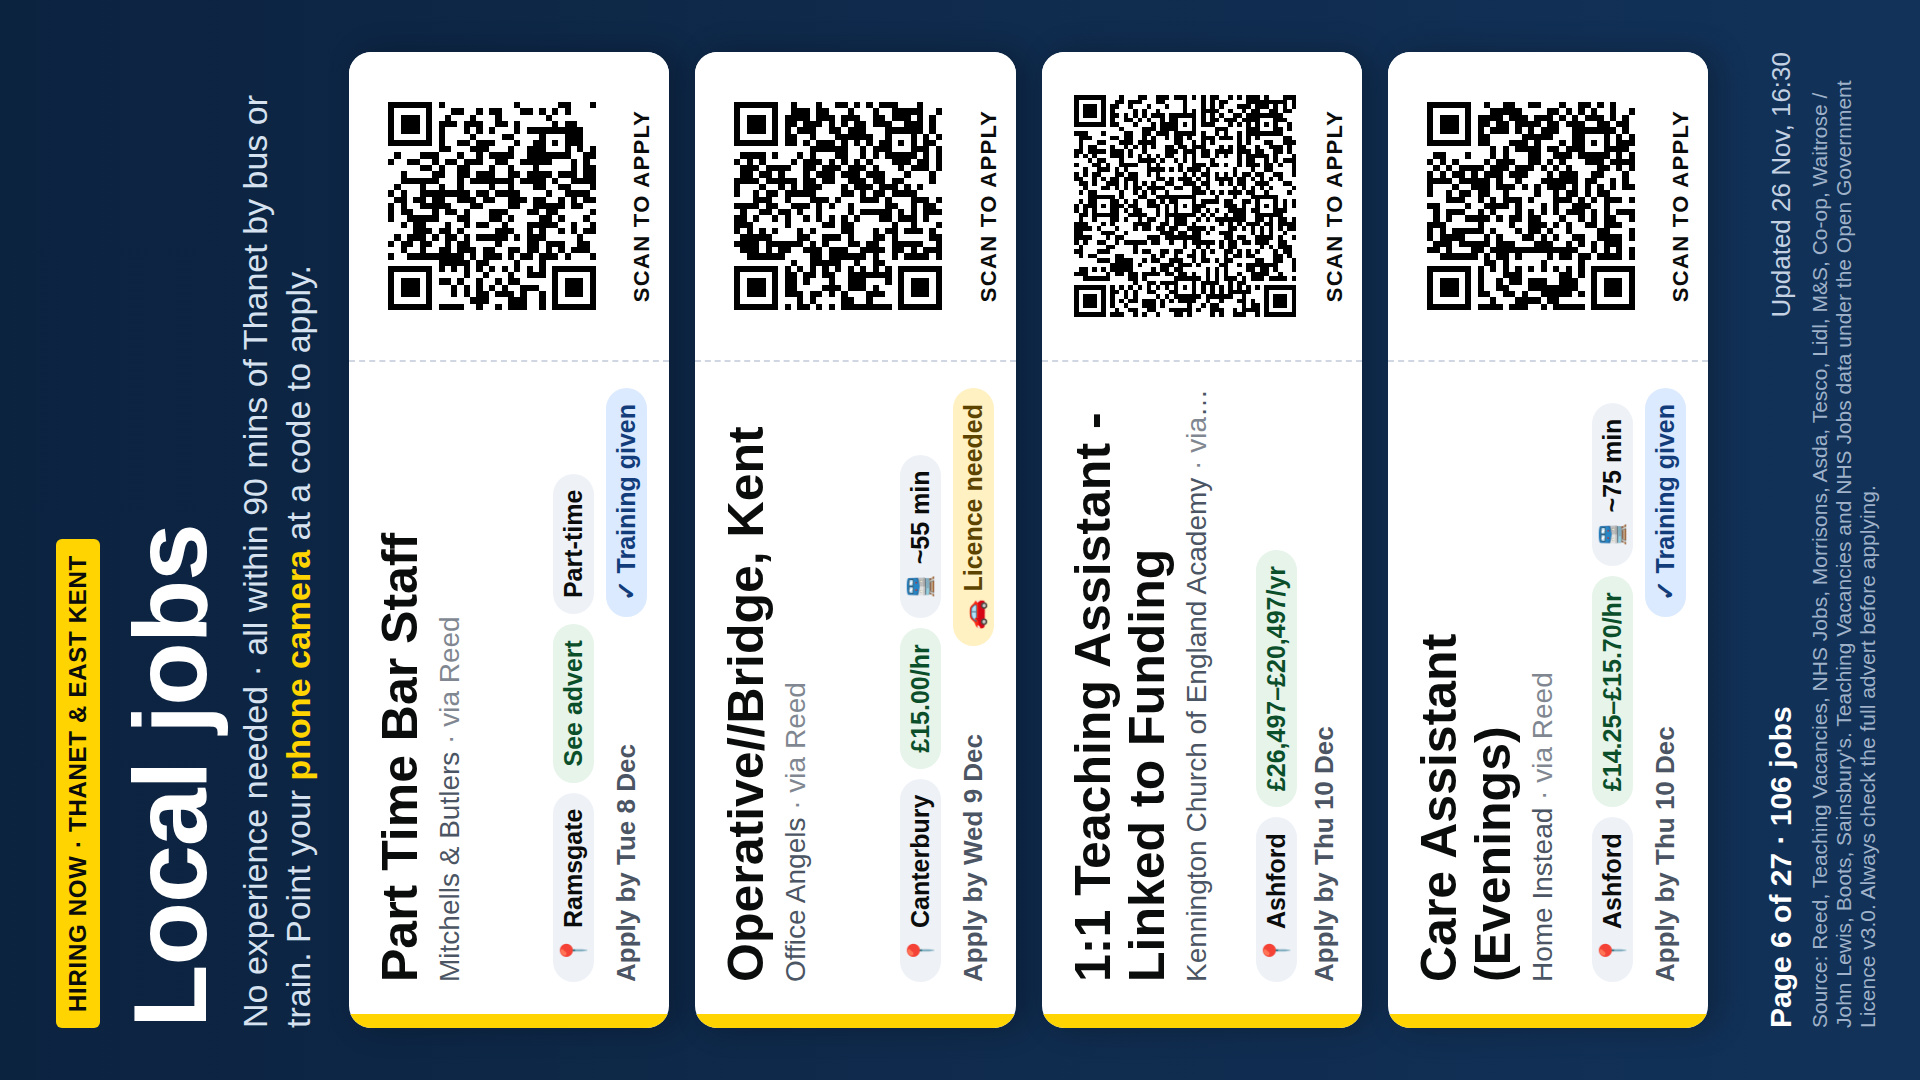 HIRING NOW · THANET & EAST KENT
Local jobs
No experience needed · all within 90 mins of Thanet by bus or
train. Point your phone camera at a code to apply.
Part Time Bar Staff
Mitchells & Butlers · via Reed
📍 Ramsgate
See advert
Part-time
Apply by Tue 8 Dec
✓ Training given
SCAN TO APPLY
Operative//Bridge, Kent
Office Angels · via Reed
📍 Canterbury
£15.00/hr
🚆 ~55 min
Apply by Wed 9 Dec
🚗 Licence needed
SCAN TO APPLY
1:1 Teaching Assistant -
Linked to Funding
Kennington Church of England Academy · via…
📍 Ashford
£26,497–£20,497/yr
Apply by Thu 10 Dec
SCAN TO APPLY
Care Assistant
(Evenings)
Home Instead · via Reed
📍 Ashford
£14.25–£15.70/hr
🚆 ~75 min
Apply by Thu 10 Dec
✓ Training given
SCAN TO APPLY
Page 6 of 27 · 106 jobs
Updated 26 Nov, 16:30
Source: Reed, Teaching Vacancies, NHS Jobs, Morrisons, Asda, Tesco, Lidl, M&S, Co-op, Waitrose /
John Lewis, Boots, Sainsbury's. Teaching Vacancies and NHS Jobs data under the Open Government
Licence v3.0. Always check the full advert before applying.